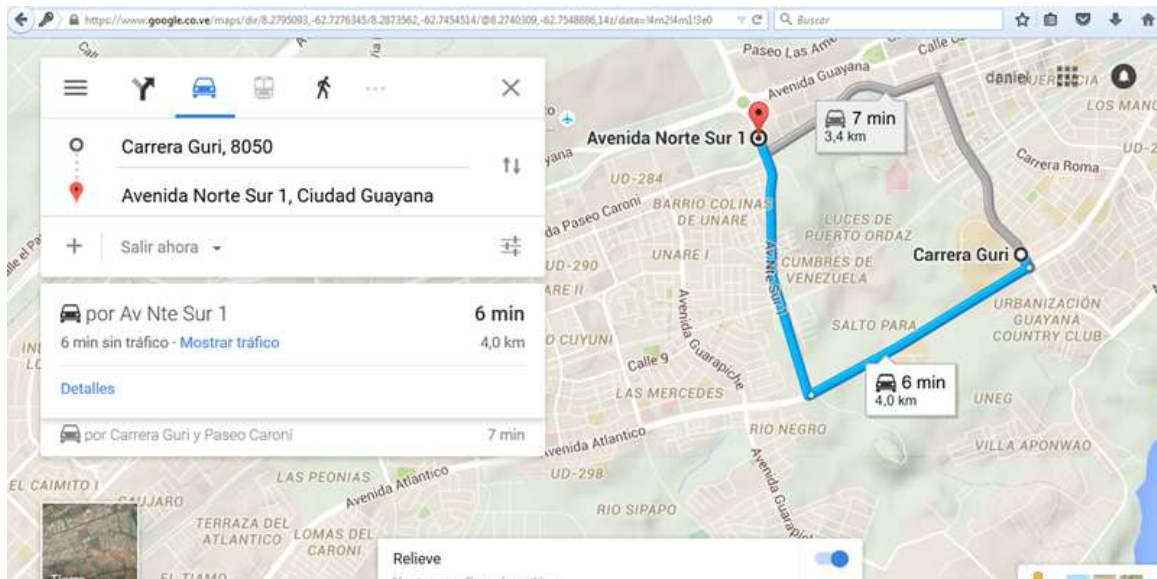 https://www.google.co.ve/maps/dir/8.2795093,-62.7276345/8.2873562,-62.7454514/@8.2740309,-62.7548886,14z/data=!4m2!4m1!3e0
Buscar
Carrera Guri, 8050
Avenida Norte Sur 1, Ciudad Guayana
Salir ahora
por Av Nte Sur 1
6 min
6 min sin tráfico - Mostrar tráfico
4,0 km
Detalles
por Carrera Guri y Paseo Caroní
7 min
daniel
Paseo Las
Calle
Avenida Guayana
LOS
7 min
3,4 km
Avenida Norte Sur 1
Carrera Roma
UD-284
Paseo Caroni
BARRIO COLINAS
DE UNARE
LUCES DE
PUERTO ORDAZ
UNARE I
Carrera Guri
UD-290
CUMBRES DE
VENEZUELA
Av Nte Sur 1
Avenida Guarapiche
URBANIZACIÓN
GUAYANA
COUNTRY CLUB
SALTO PARA
CUYUNI
Calle 9
6 min
4,0 km
LAS MERCEDES
UNEG
RIO NEGRO
Avenida Atlantico
VILLA APONWAO
LAS PEONIAS
UD-298
EL CAIMITO I
Avenida Atlantico
RIO SIPAPO
TERRAZA DEL
ATLANTICO
LOMAS DEL
CARONI
Relieve